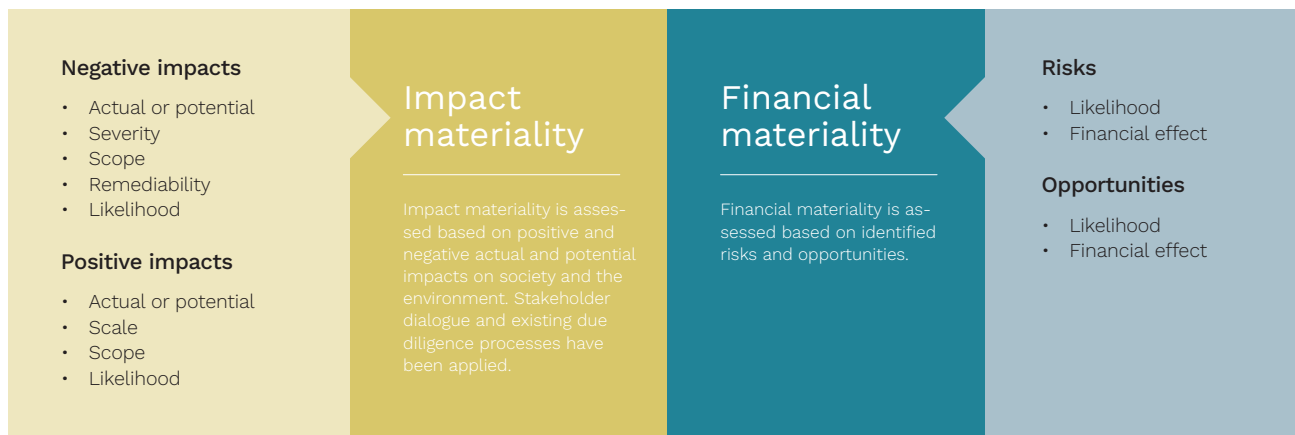 Negative impacts
• Actual or potential
• Severity
• Scope
• Remediability
• Likelihood
Positive impacts
• Actual or potential
• Scale
• Scope
• Likelihood
Impact
materiality
Impact materiality is asses-
sed based on positive and
negative actual and potential
impacts on society and the
environment. Stakeholder
dialogue and existing due
diligence processes have
been applied.
Financial
materiality
Financial materiality is as-
sessed based on identified
risks and opportunities.
Risks
• Likelihood
• Financial effect
Opportunities
• Likelihood
• Financial effect